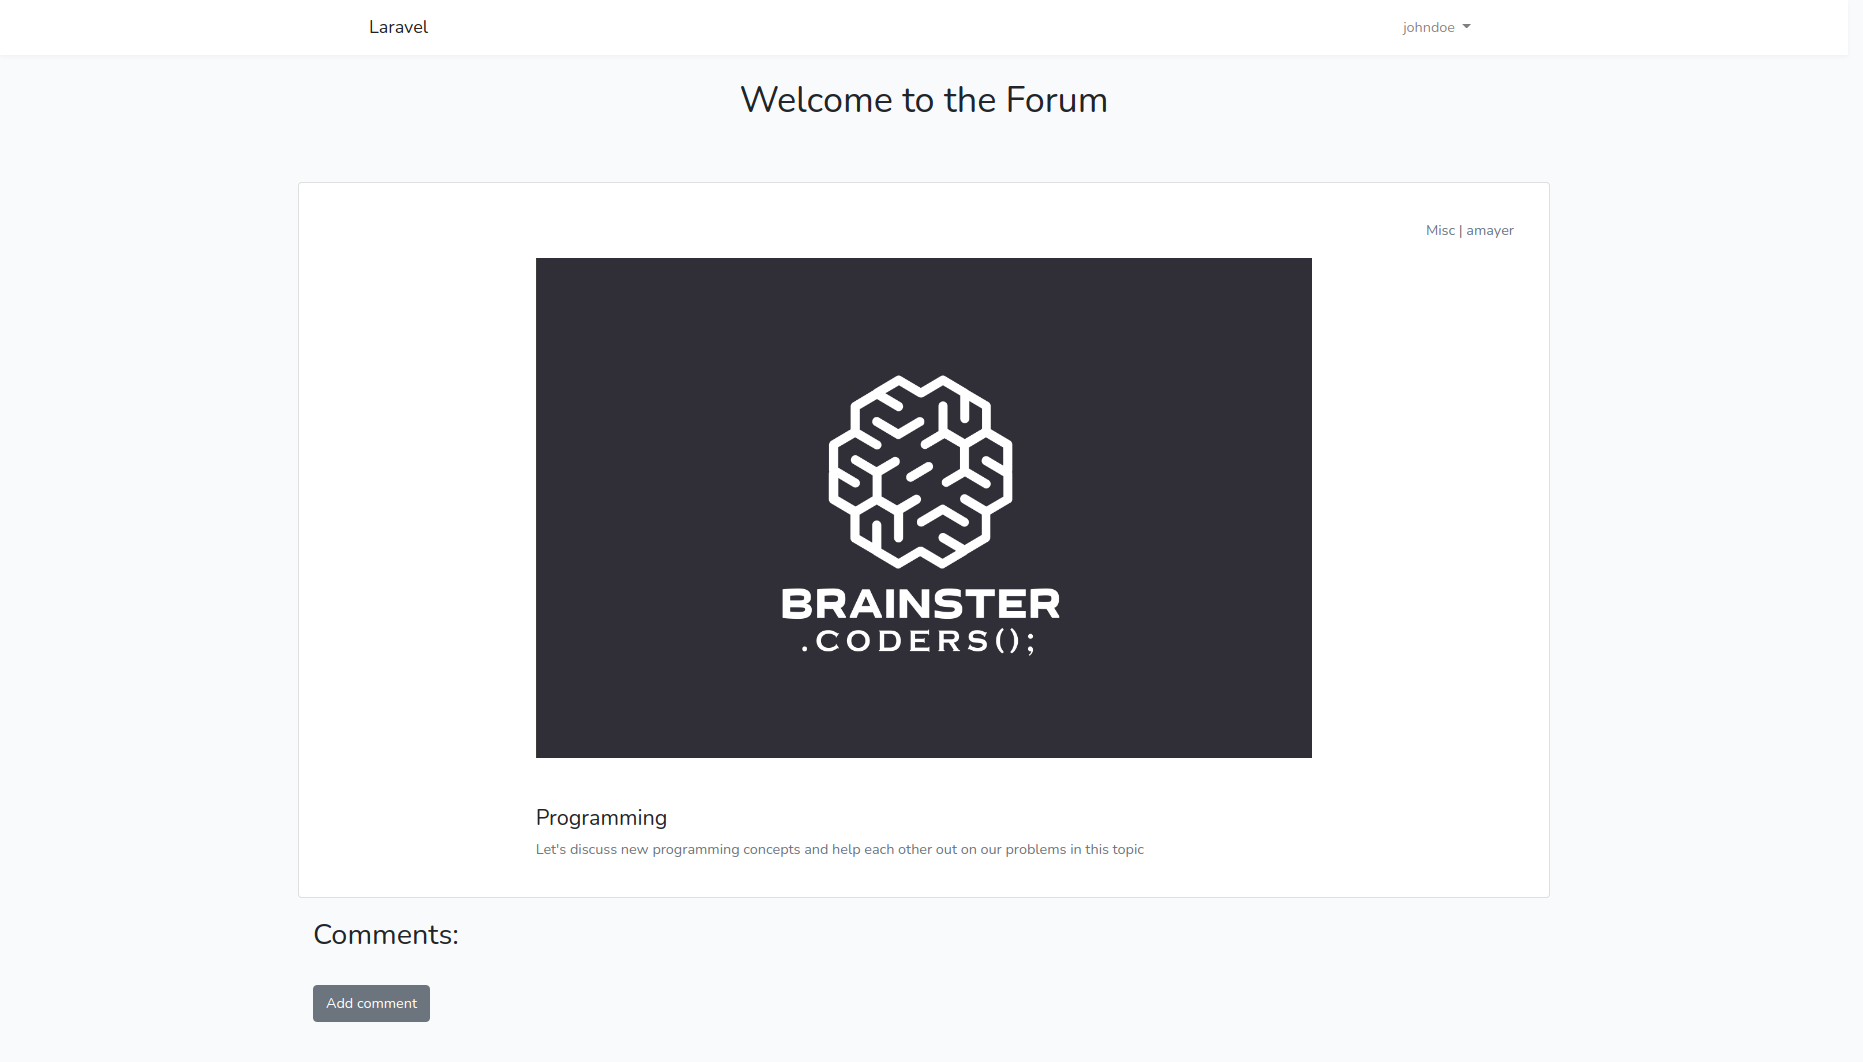 Laravel
johndoe
Welcome to the Forum
Misc | amayer
BRAINSTER
.CODERS();
Programming
Let's discuss new programming concepts and help each other out on our problems in this topic
Comments:
Add comment